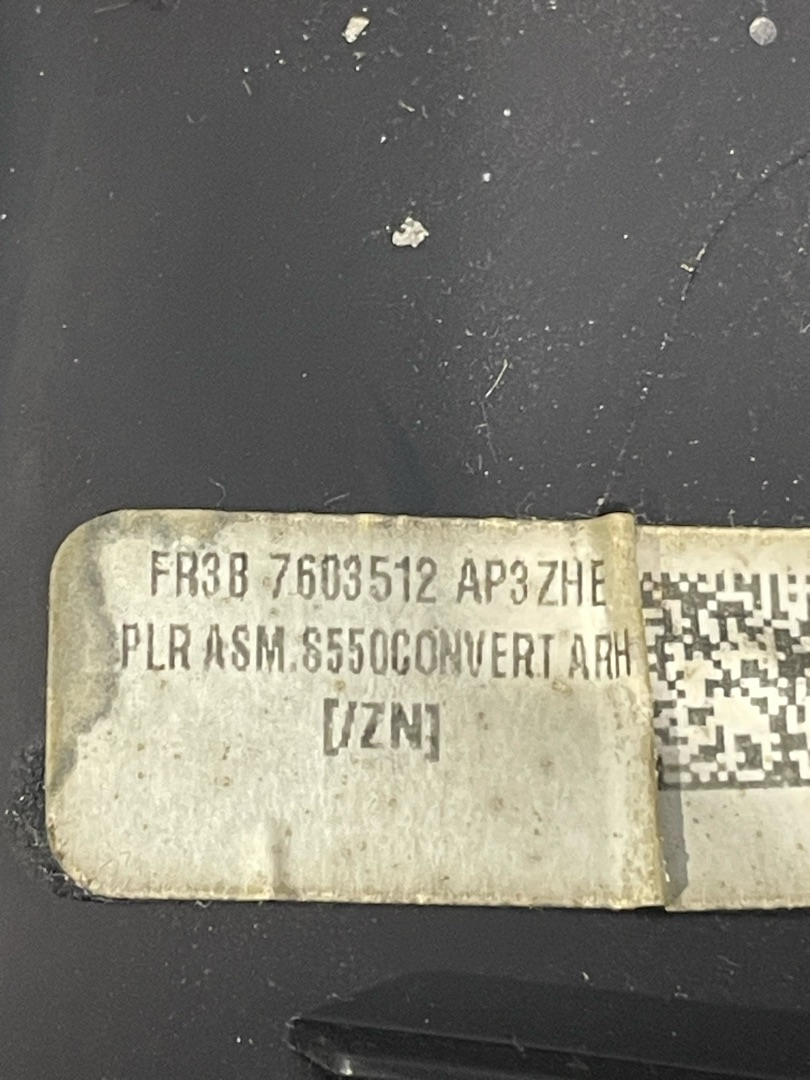 FR3B 7603512 AP3ZHE
PLR ASM.S550CONVERT ARH
[/ZN]